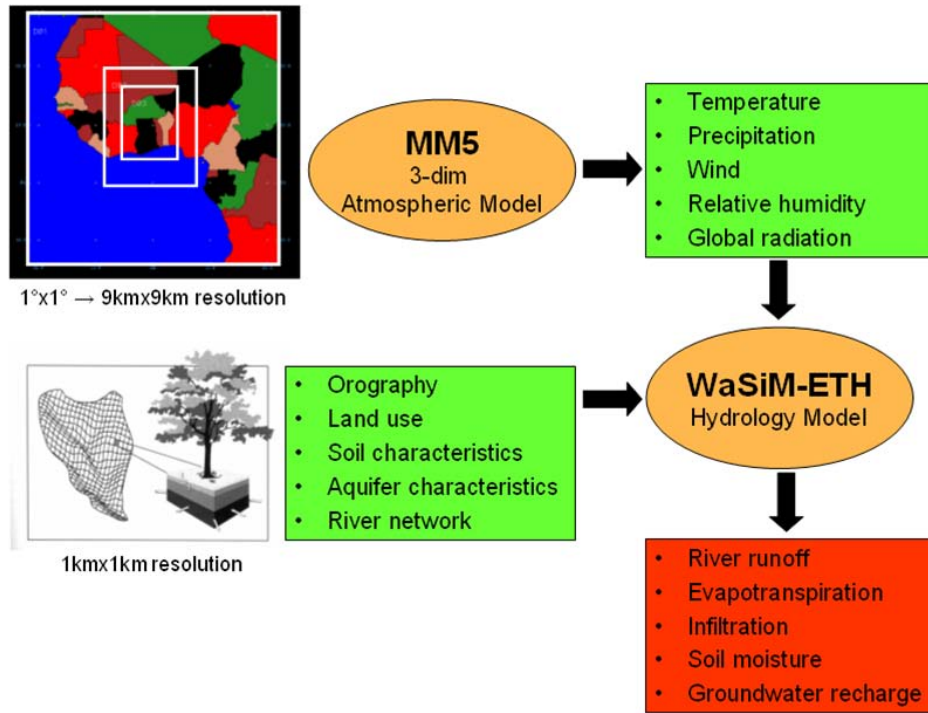 D01
D03
1°x1° → 9kmx9km resolution
MM5
3-dim
Atmospheric Model
• Temperature
• Precipitation
• Wind
• Relative humidity
• Global radiation
1kmx1km resolution
• Orography
• Land use
• Soil characteristics
• Aquifer characteristics
• River network
WaSiM-ETH
Hydrology Model
• River runoff
• Evapotranspiration
• Infiltration
• Soil moisture
• Groundwater recharge